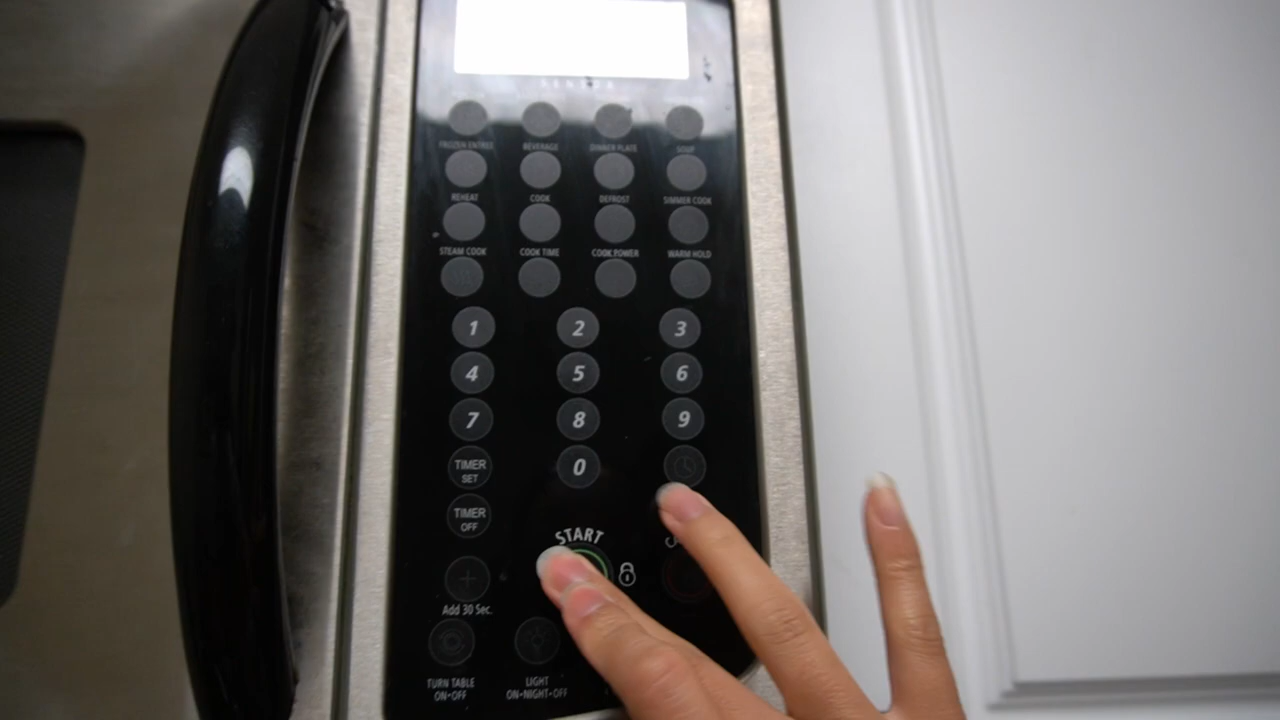 FROZEN ENTREE BEVERAGE DINNER PLATE SOUP
REHEAT COOK DEFROST SIMMER COOK
STEAM COOK COOK TIME COOK POWER WARM HOLD
1 2 3
4 5 6
7 8 9
TIMER SET 0
TIMER OFF
START
Add 30 Sec.
TURN TABLE LIGHT
ON•OFF ON•NIGHT•OFF